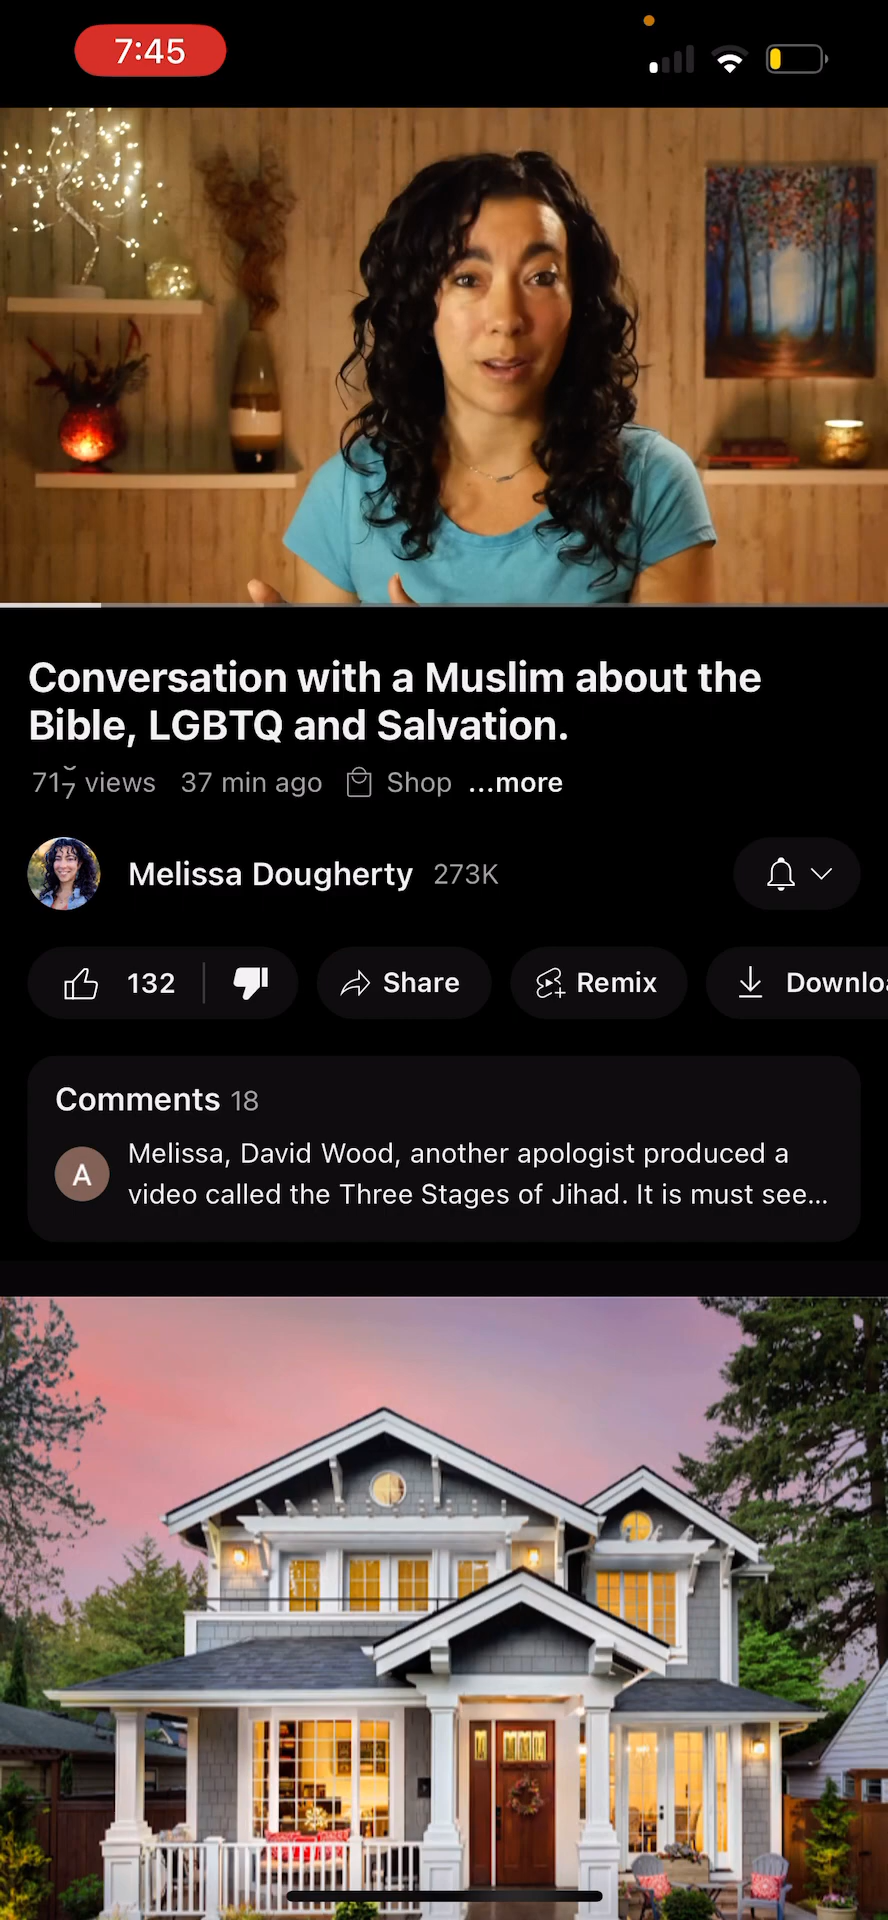 7:45
Conversation with a Muslim about the
Bible, LGBTQ and Salvation.
views 37 min ago Shop ...more
Melissa Dougherty 273K
132 Share Remix Downloa
Comments 18
A
Melissa, David Wood, another apologist produced a
video called the Three Stages of Jihad. It is must see...